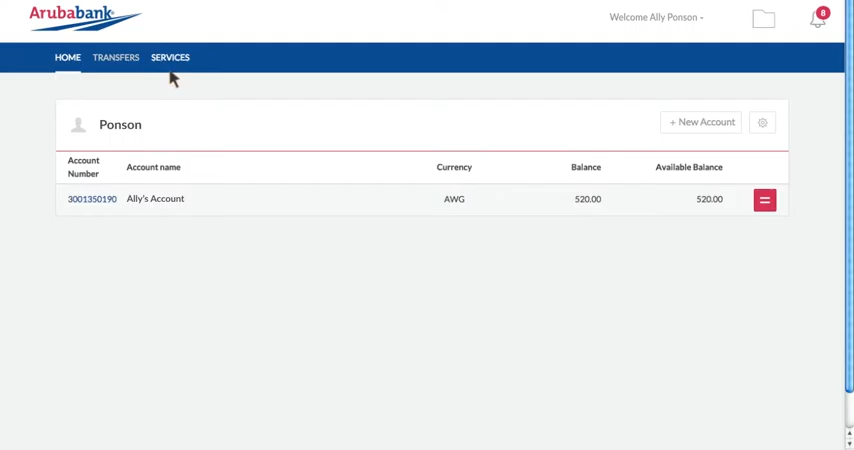 Arubabank
Welcome Ally Ponson
8
HOME TRANSFERS SERVICES
Ponson
+ New Account
Account Number Account name Currency Balance Available Balance
3001350190 Ally's Account AWG 520.00 520.00